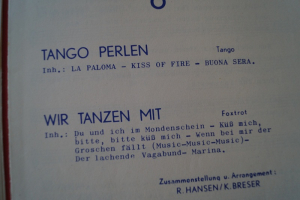 TANGO PERLEN Tango
Inh.: LA PALOMA - KISS OF FIRE - BUONA SERA.
WIR TANZEN MIT Foxtrot
Inh.: Du und ich im Mondenschein - Küß mich,
bitte, bitte küß mich - Wenn bei mir der
Groschen fällt (Music-Music-Music)-
Der lachende Vagabund- Marina.
Zusammenstellung u. Arrangement:
R. HANSEN/K. BRESER